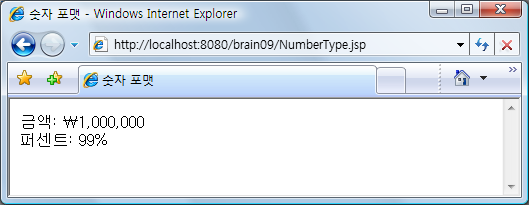 숫자 포맷 - Windows Internet Explorer
http://localhost:8080/brain09/NumberType.jsp
숫자 포맷
금액: ₩1,000,000
퍼센트: 99%